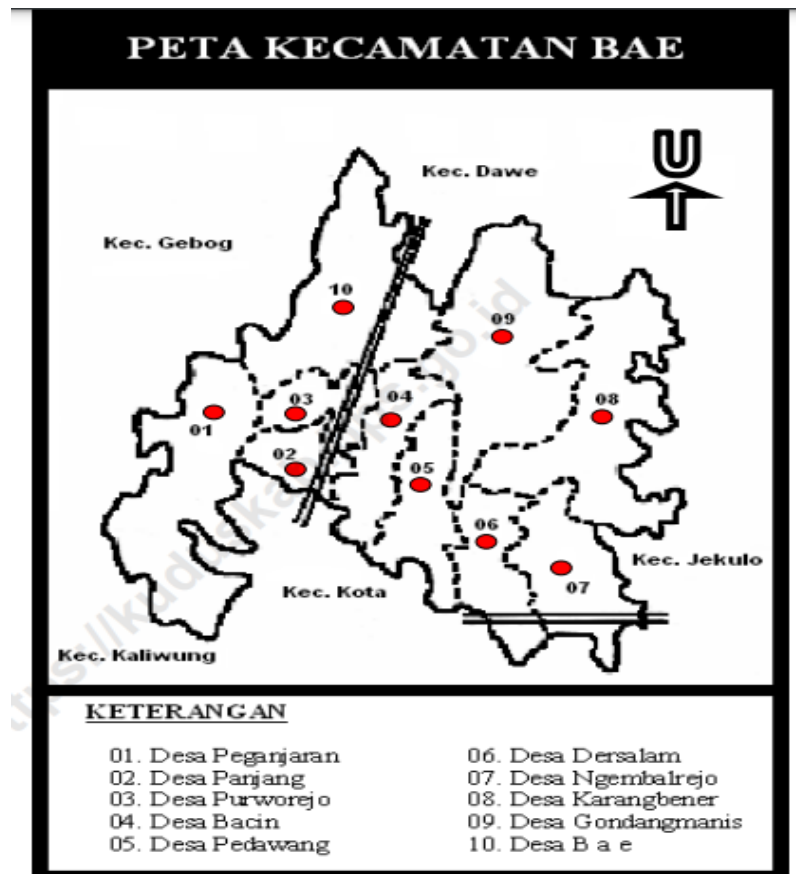 PETA KECAMATAN BAE
U
Kec. Dawe
Kec. Gebog
10
09
03
04
08
01
02
05
06
Kec. Jekulo
07
Kec. Kota
Kec. Kaliwung
KETERANGAN
01. Desa Peganjaran
02. Desa Panjang
03. Desa Purworejo
04. Desa Bacin
05. Desa Pedawang
06. Desa Dersalam
07. Desa Ngembalrejo
08. Desa Karangbener
09. Desa Gondangmanis
10. Desa B a e